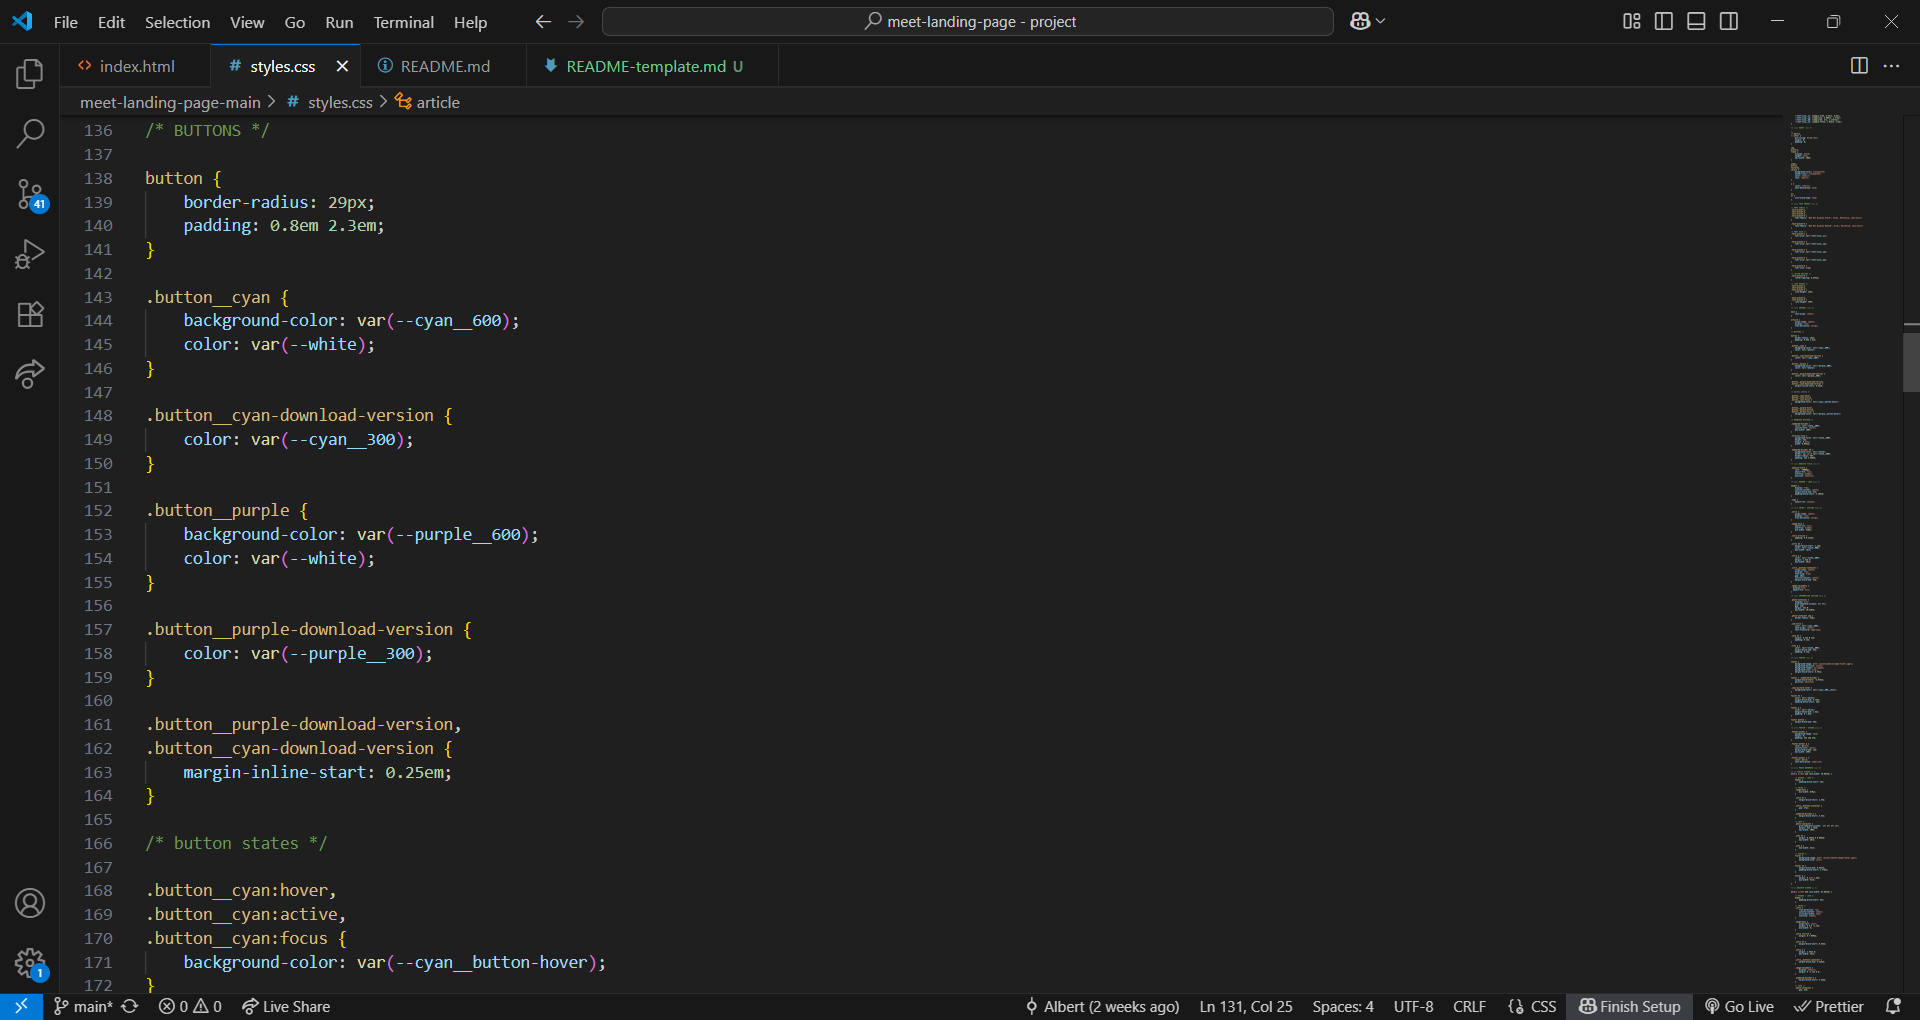 File Edit Selection View Go Run Terminal Help
meet-landing-page - project
index.html
# styles.css
README.md
README-template.md U
meet-landing-page-main > # styles.css > article
136 /* BUTTONS */
137
138 button {
139 border-radius: 29px;
140 padding: 0.8em 2.3em;
141 }
142
143 .button__cyan {
144 background-color: var(--cyan__600);
145 color: var(--white);
146 }
147
148 .button__cyan-download-version {
149 color: var(--cyan__300);
150 }
151
152 .button__purple {
153 background-color: var(--purple__600);
154 color: var(--white);
155 }
156
157 .button__purple-download-version {
158 color: var(--purple__300);
159 }
160
161 .button__purple-download-version,
162 .button__cyan-download-version {
163 margin-inline-start: 0.25em;
164 }
165
166 /* button states */
167
168 .button__cyan:hover,
169 .button__cyan:active,
170 .button__cyan:focus {
171 background-color: var(--cyan__button-hover);
172 }
41
1
main* 0 0 Live Share
Albert (2 weeks ago) Ln 131, Col 25 Spaces: 4 UTF-8 CRLF CSS Finish Setup Go Live Prettier